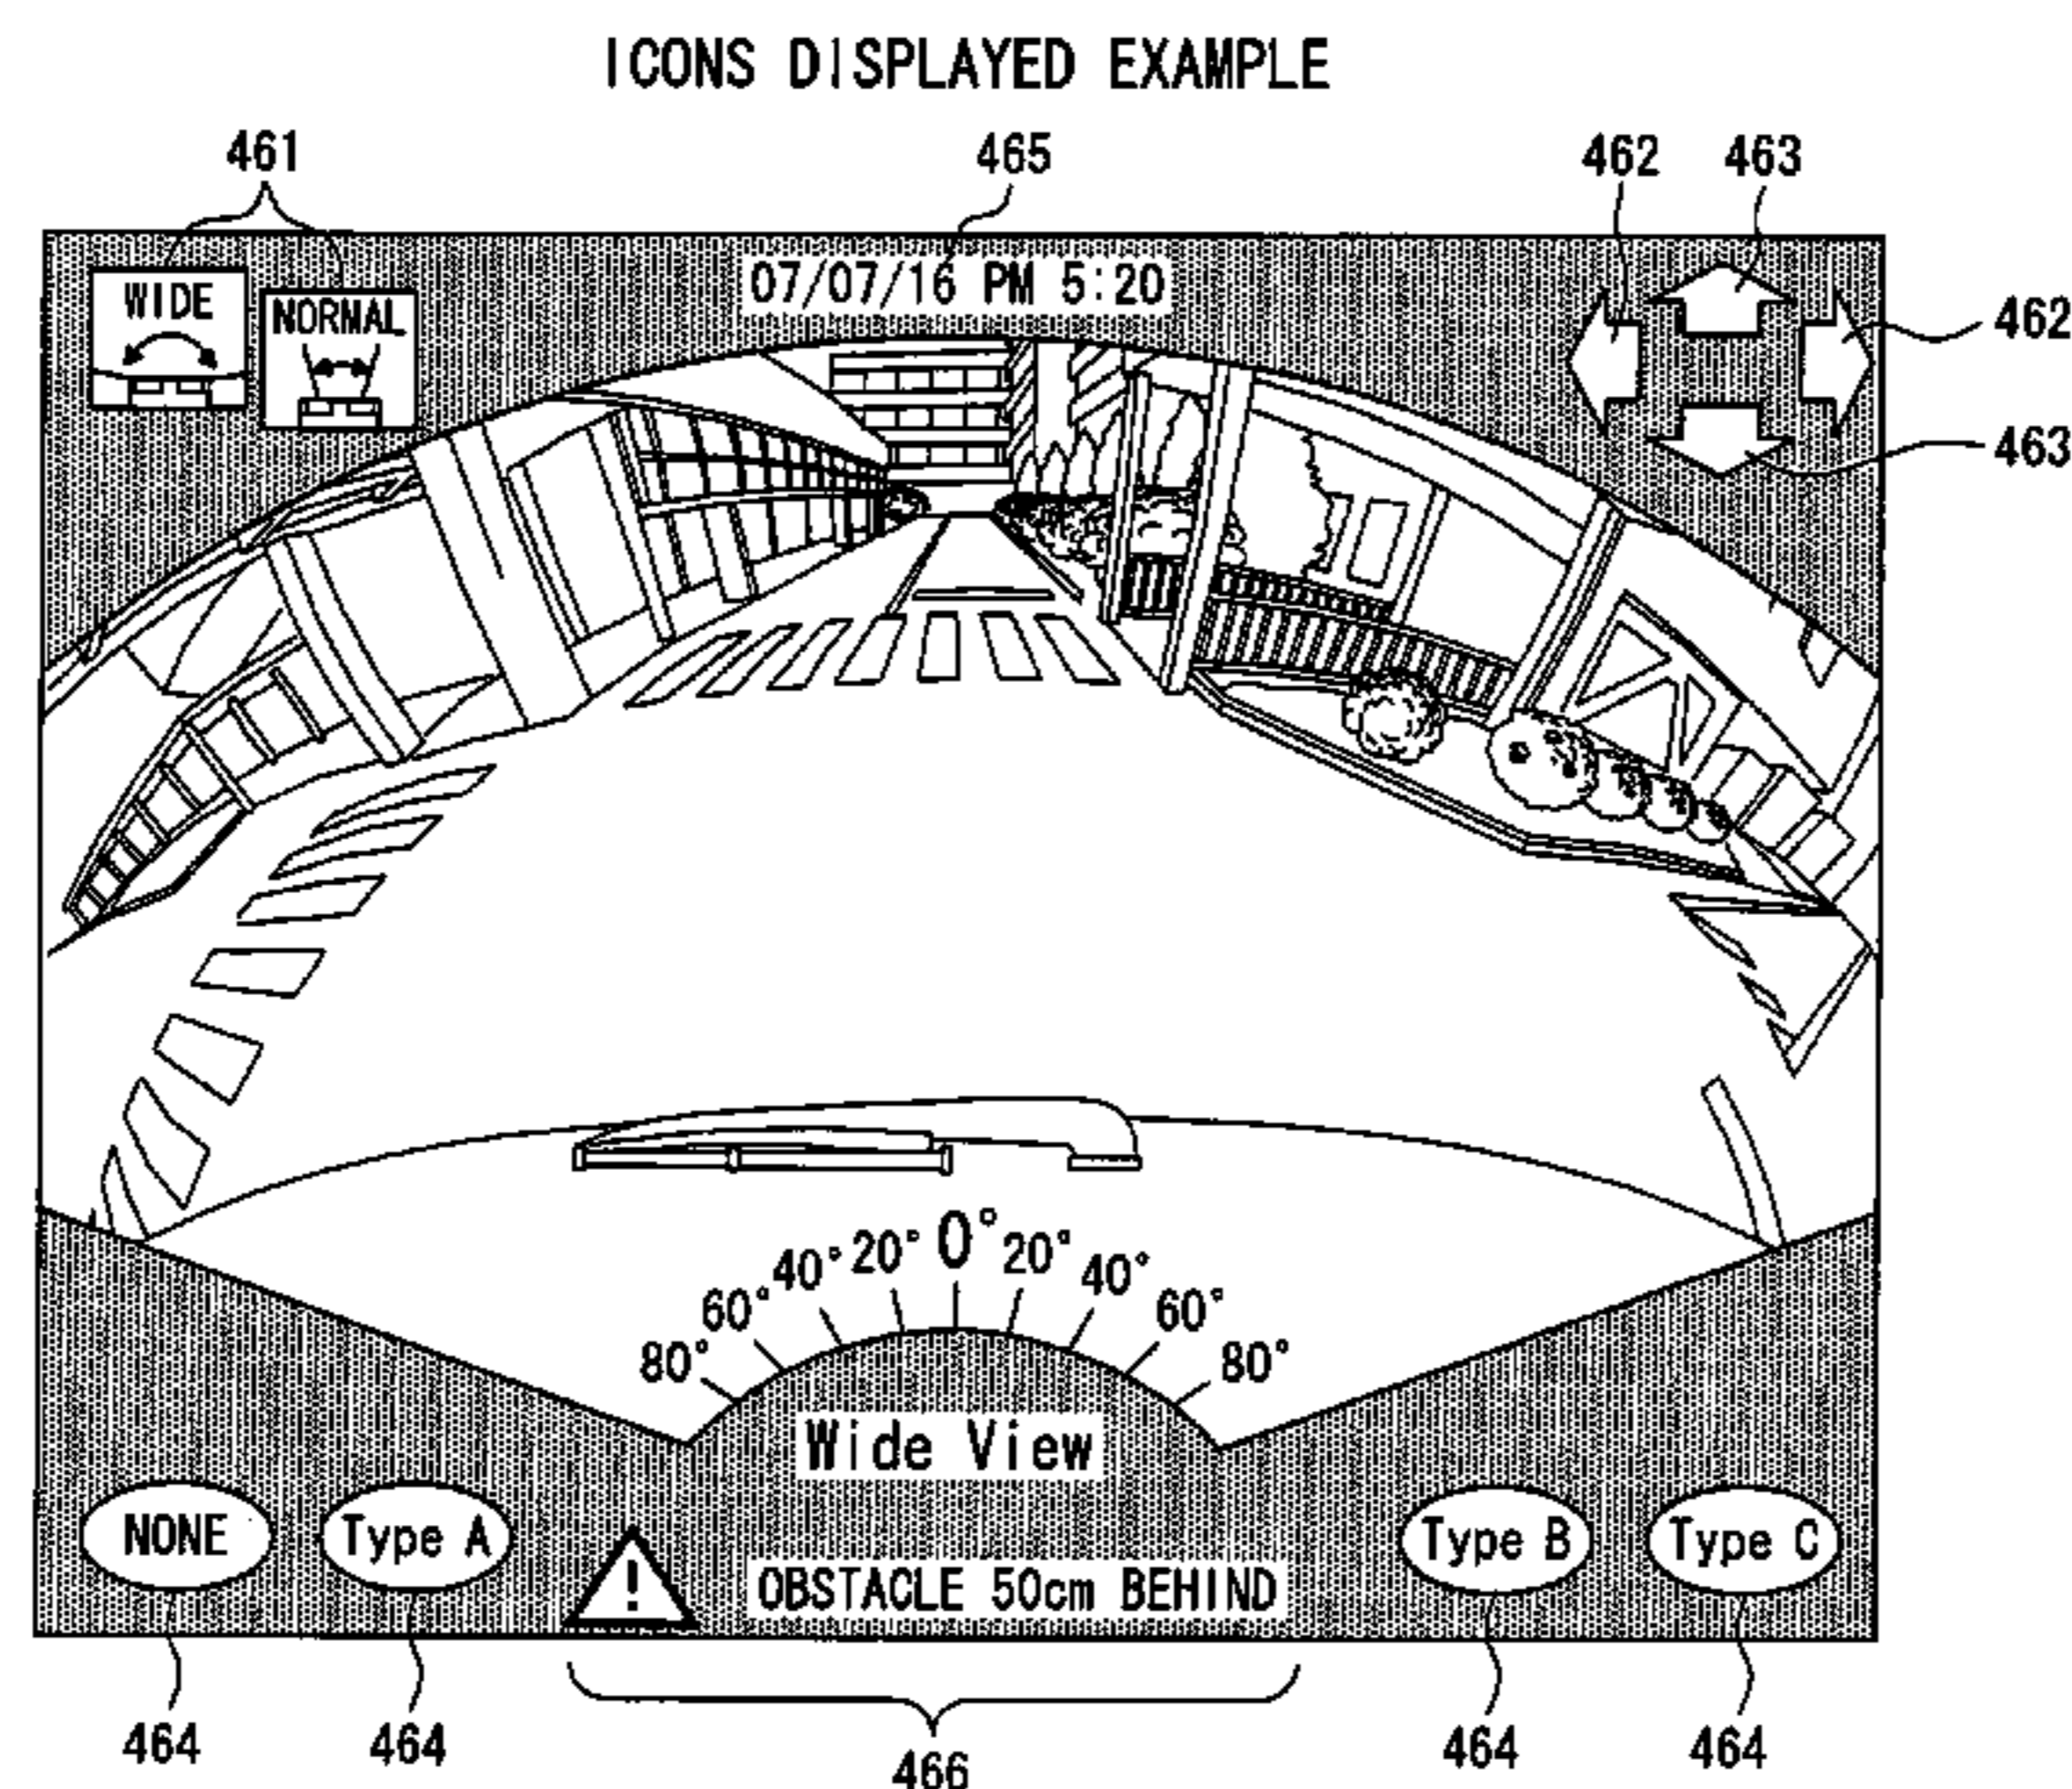 ICONS DISPLAYED EXAMPLE
461
465
462
463
WIDE
NORMAL
07/07/16 PM 5:20
462
463
80° 60° 40° 20° 0° 20° 40° 60° 80°
Wide View
NONE
Type A
!
OBSTACLE 50cm BEHIND
Type B
Type C
464
464
466
464
464